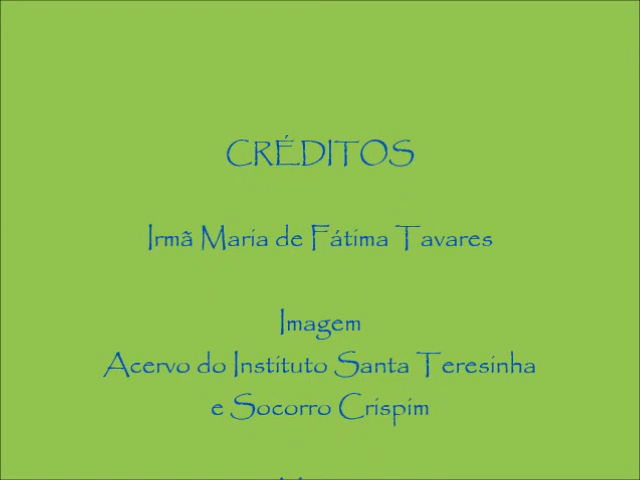 CRÉDITOS
Irmã Maria de Fátima Tavares
Imagem
Acervo do Instituto Santa Teresinha
e Socorro Crispim